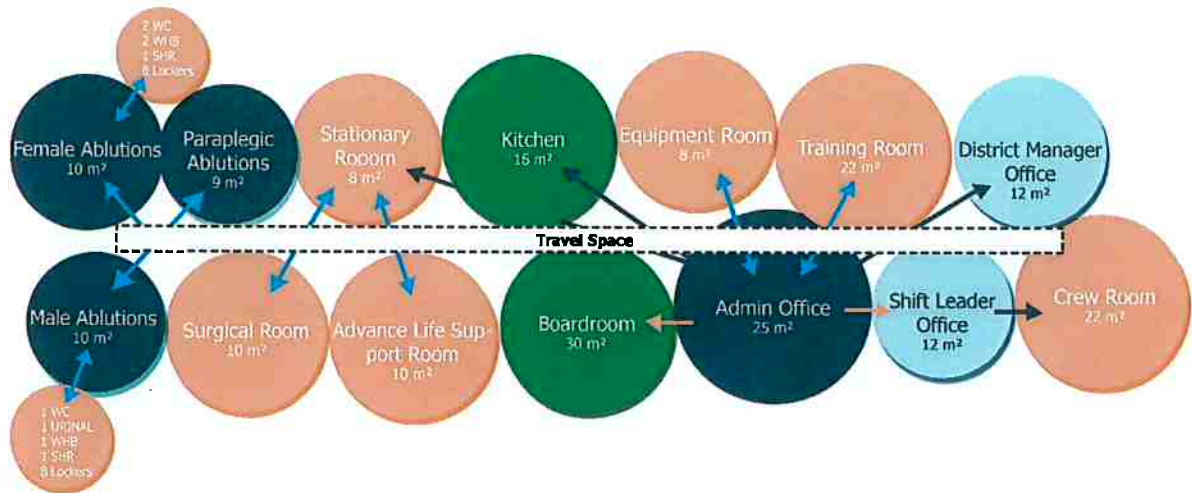 2 WC
2 WHB
1 SHR
8 Lockers
Female Ablutions
10 m²
Paraplegic
Ablutions
9 m²
Stationary
Rooom
8 m²
Kitchen
15 m²
Equipment Room
8 m²
Training Room
22 m²
District Manager
Office
12 m²
Travel Space
Male Ablutions
10 m²
Surgical Room
10 m²
Advance Life Sup-
port Room
10 m²
Boardroom
30 m²
Admin Office
25 m²
Shift Leader
Office
12 m²
Crew Room
22 m²
1 WC
1 URINAL
1 WHB
1 SHR
8 Lockers